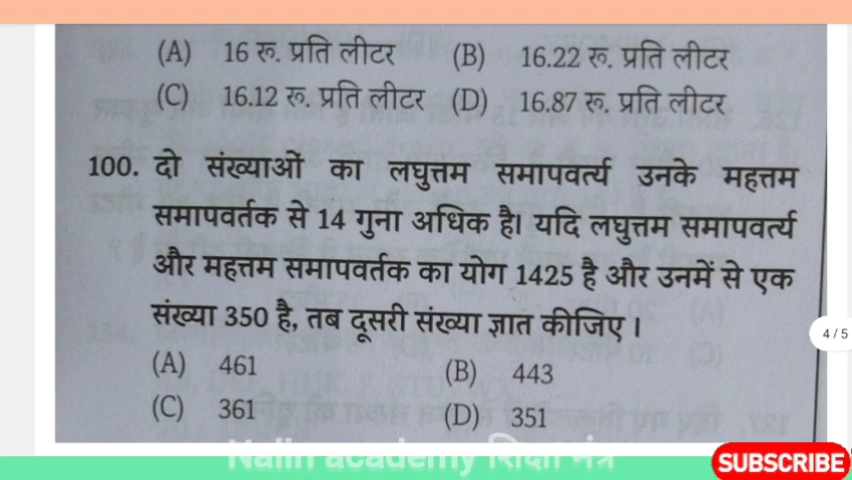 (A) 16 रू. प्रति लीटर (B) 16.22 रू. प्रति लीटर
(C) 16.12 रू. प्रति लीटर (D) 16.87 रू. प्रति लीटर
100. दो संख्याओं का लघुत्तम समापवर्त्य उनके महत्तम
समापवर्तक से 14 गुना अधिक है। यदि लघुत्तम समापवर्त्य
और महत्तम समापवर्तक का योग 1425 है और उनमें से एक
संख्या 350 है, तब दूसरी संख्या ज्ञात कीजिए।
4 / 5
(A) 461 (B) 443
(C) 361 (D) 351
Nalin academy शिक्षा मंत्र
SUBSCRIBE